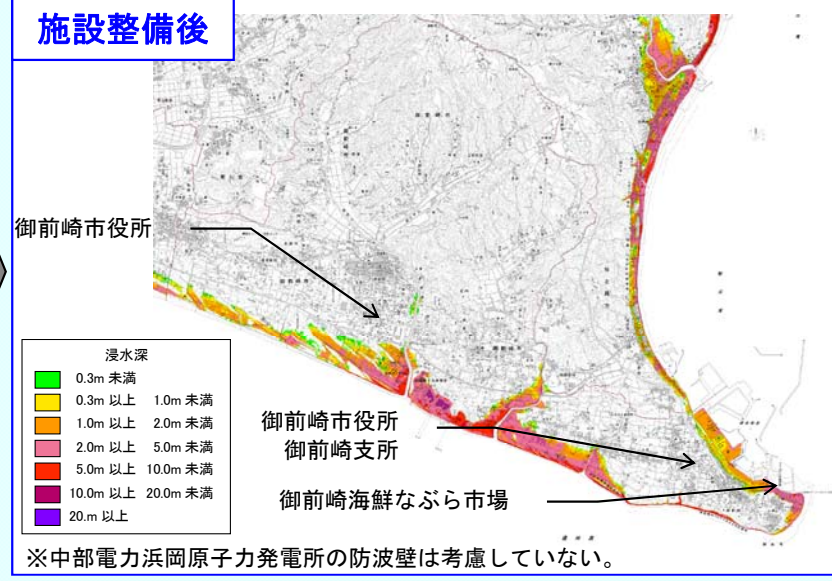 施設整備後
御前崎市役所
浸水深
0.3m 未満
0.3m 以上 1.0m 未満
1.0m 以上 2.0m 未満
2.0m 以上 5.0m 未満
5.0m 以上 10.0m 未満
10.0m 以上 20.0m 未満
20.m 以上
御前崎市役所
御前崎支所
御前崎海鮮なぶら市場
※中部電力浜岡原子力発電所の防波壁は考慮していない。